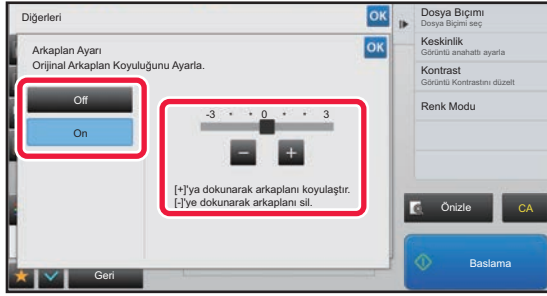 Diğerleri
OK
Arkaplan Ayarı
OK
Orijinal Arkaplan Koyuluğunu Ayarla.
Off
On
-3 • • 0 • • 3
− +
[+]'ya dokunarak arkaplanı koyulaştır.
[-]'ye dokunarak arkaplanı sil.
Geri
Dosya Bıçımı
Dosya Biçimi seç
Keskinlik
Görüntü anahatlı ayarla
Kontrast
Görüntü Kontrastını düzelt
Renk Modu
Önizle
CA
Baslama